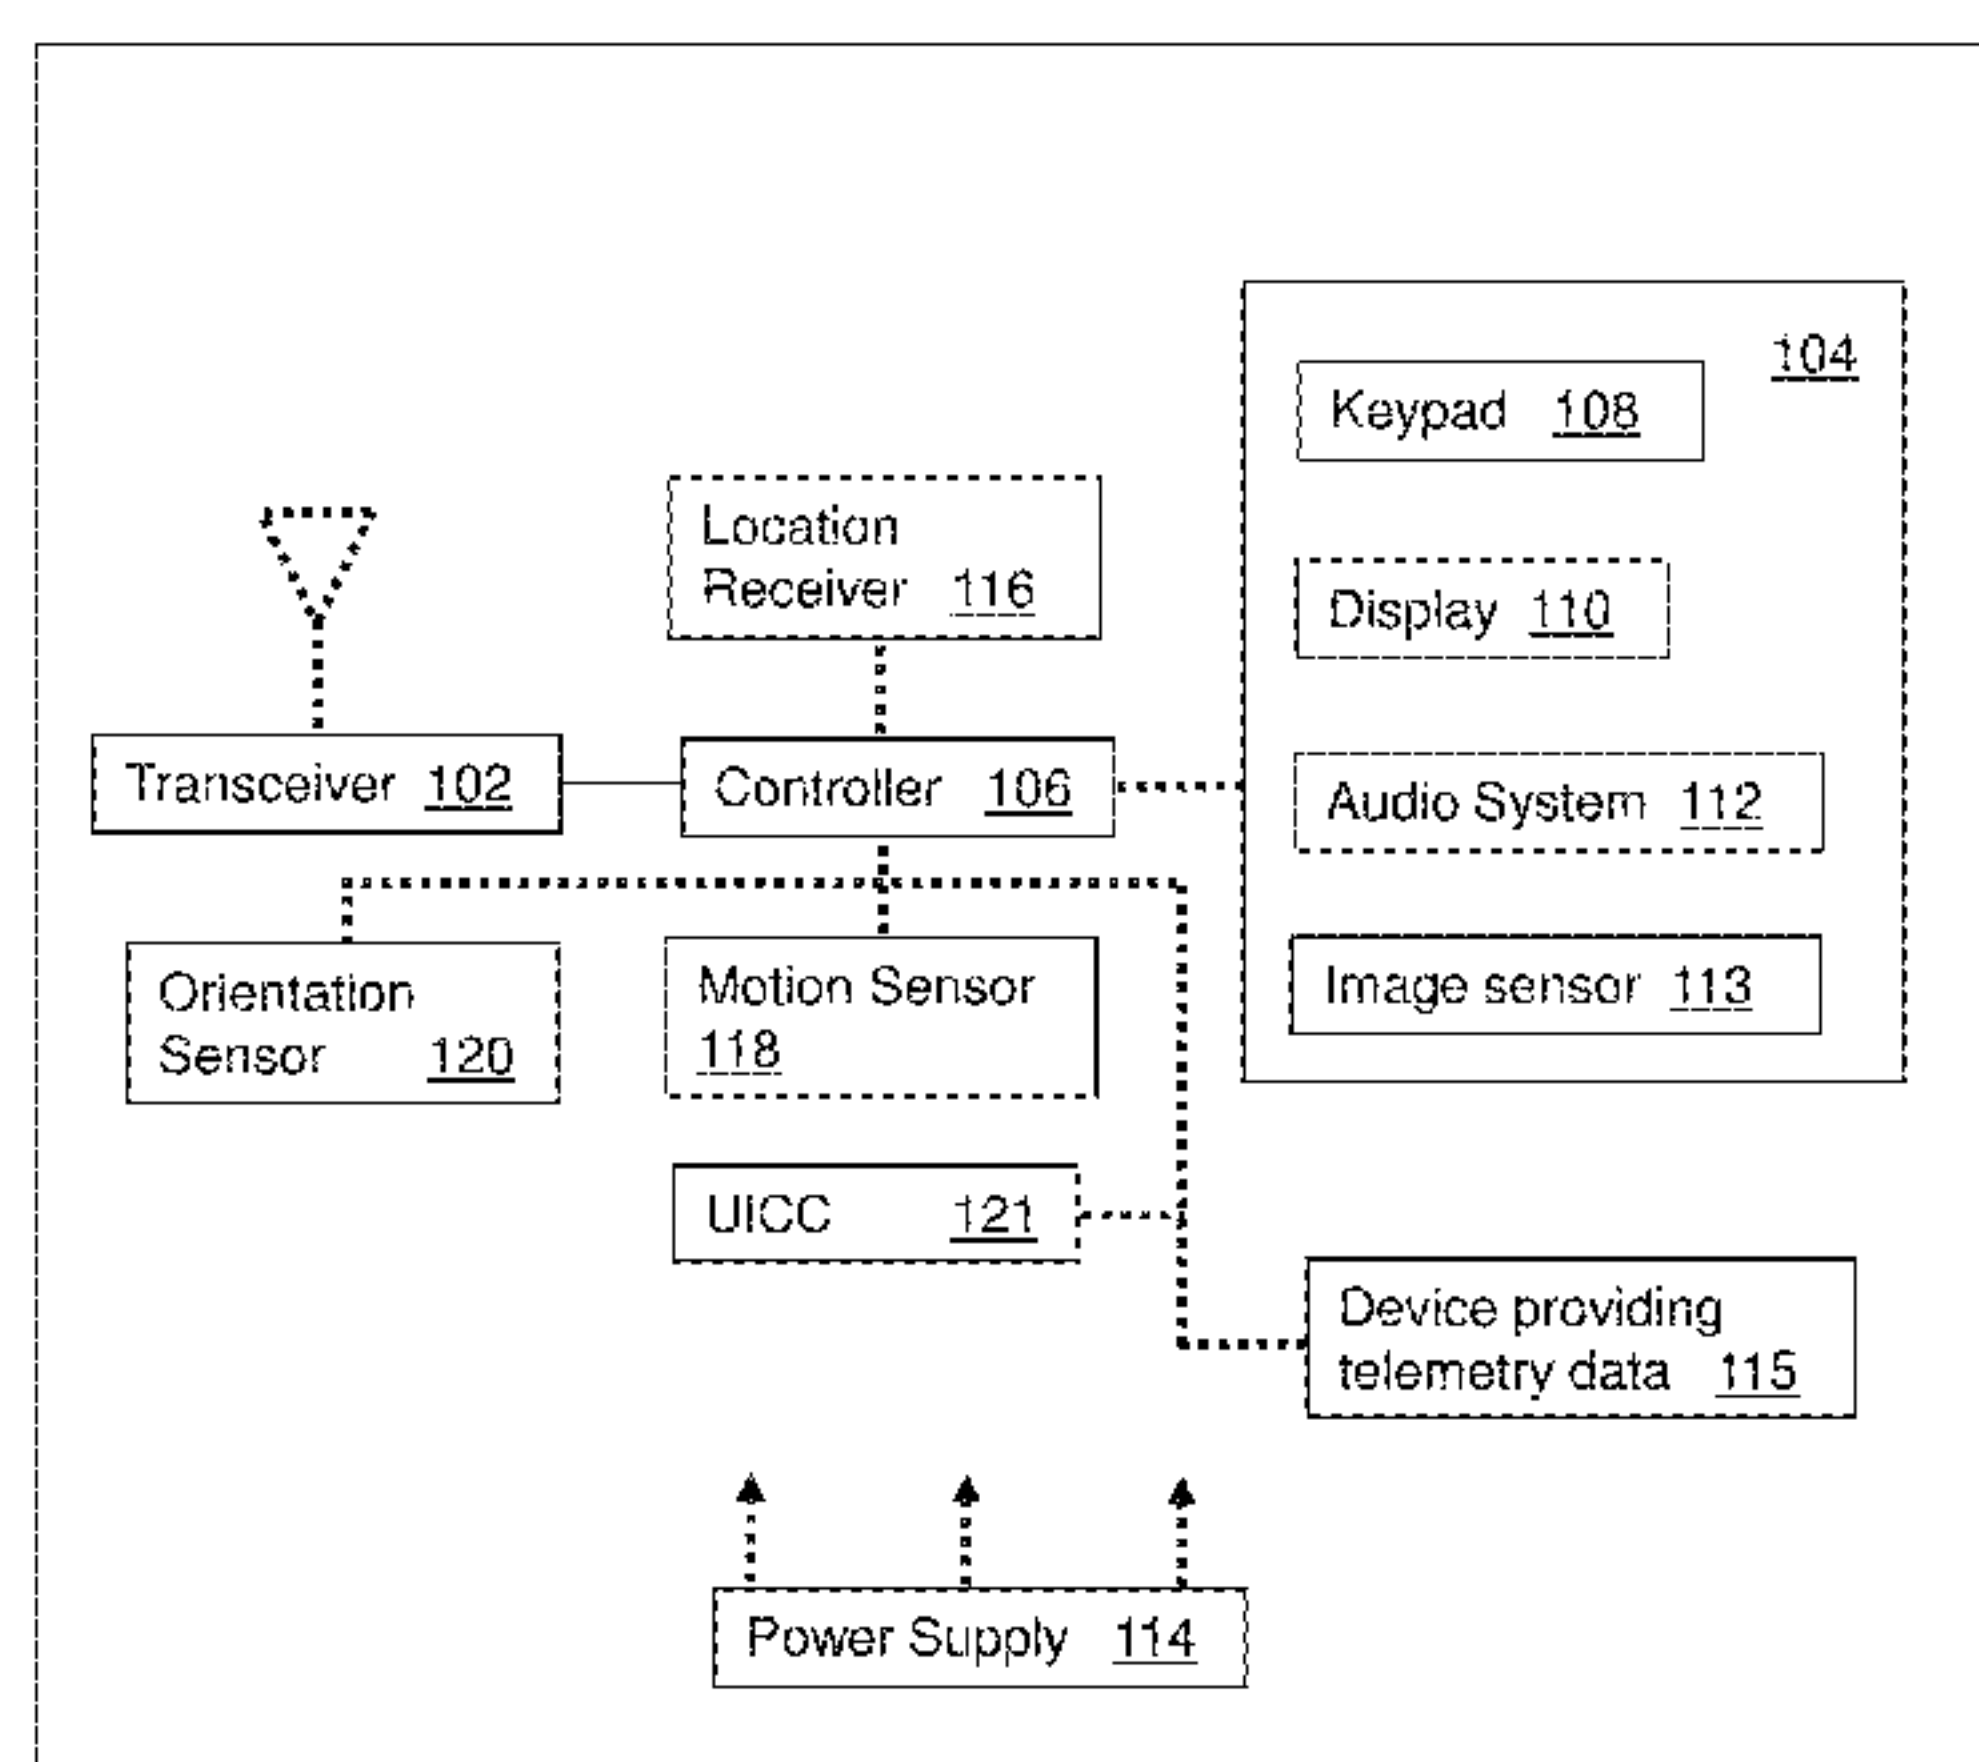 104
Keypad 108
Location
Receiver 116
Display 110
Transceiver 102
Controller 106
Audio System 112
Orientation
Sensor 120
Motion Sensor
118
Image sensor 113
UICC 121
Device providing
telemetry data 115
Power Supply 114